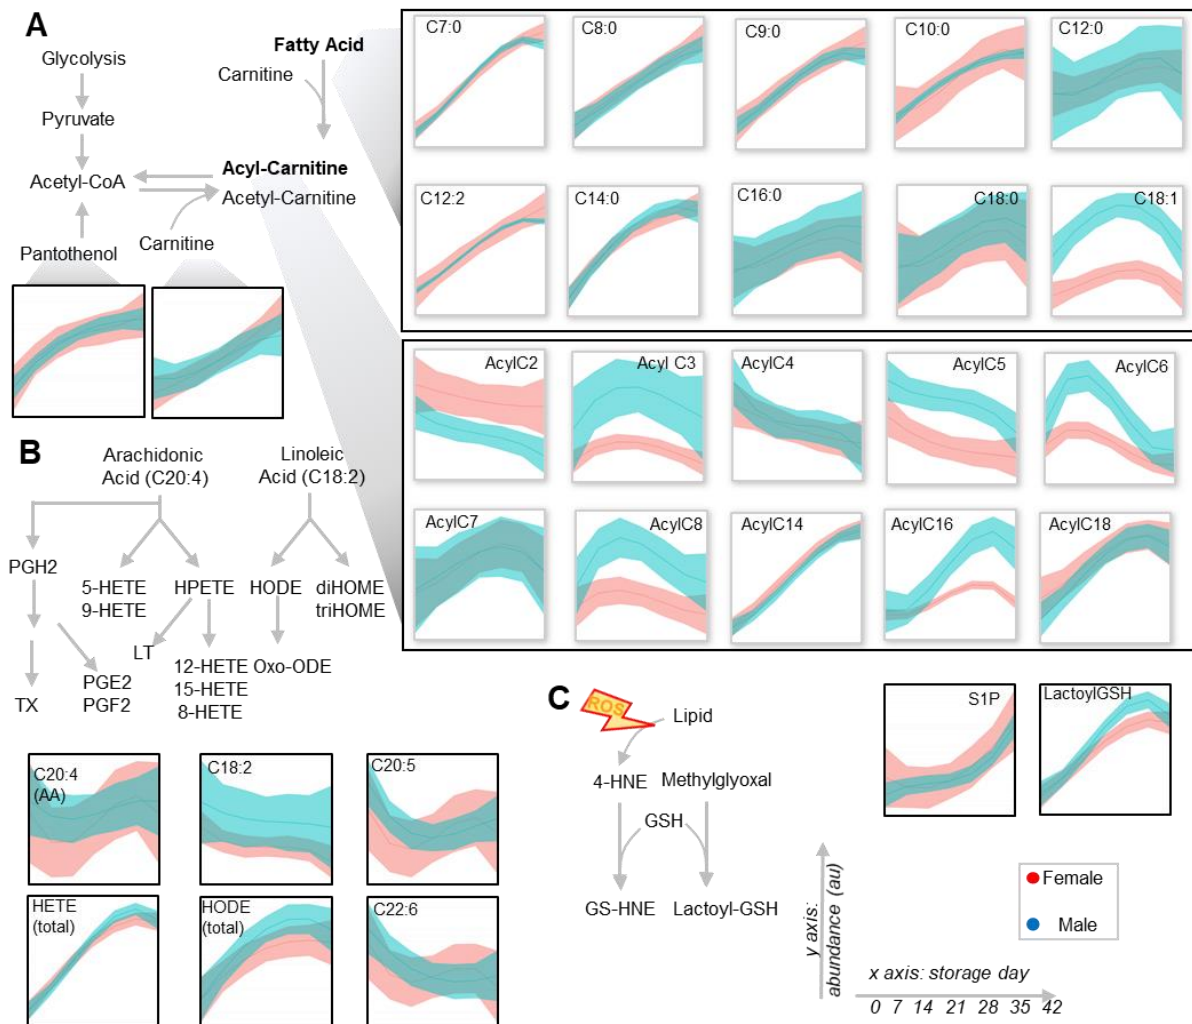 A
Glycolysis
Pyruvate
Acetyl-CoA
Pantothenol
Fatty Acid
Carnitine
Acyl-Carnitine
Acetyl-Carnitine
Carnitine
C7:0
C8:0
C9:0
C10:0
C12:0
C12:2
C14:0
C16:0
C18:0
C18:1
AcylC2
Acyl C3
AcylC4
AcylC5
AcylC6
AcylC7
AcylC8
AcylC14
AcylC16
AcylC18
B
Arachidonic
Acid (C20:4)
Linoleic
Acid (C18:2)
PGH2
5-HETE
9-HETE
HPETE
HODE
diHOME
triHOME
LT
TX
PGE2
PGF2
12-HETE
15-HETE
8-HETE
Oxo-ODE
C20:4
(AA)
C18:2
C20:5
HETE
(total)
HODE
(total)
C22:6
C
ROS
Lipid
4-HNE
Methylglyoxal
GSH
GS-HNE
Lactoyl-GSH
S1P
LactoylGSH
Female
Male
y axis:
abundance (au)
x axis: storage day
0 7 14 21 28 35 42